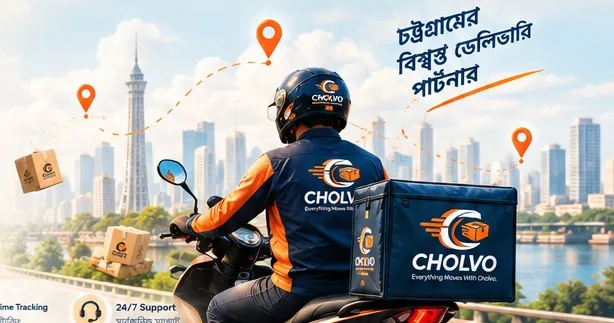 চট্টগ্রামের
বিশ্বস্ত ডেলিভারি
পার্টনার
CHOLVO
CHOLVO
Everything Moves With Cholvo.
CHOLVO
Everything Moves With Cholvo.
ime Tracking
24/7 Support